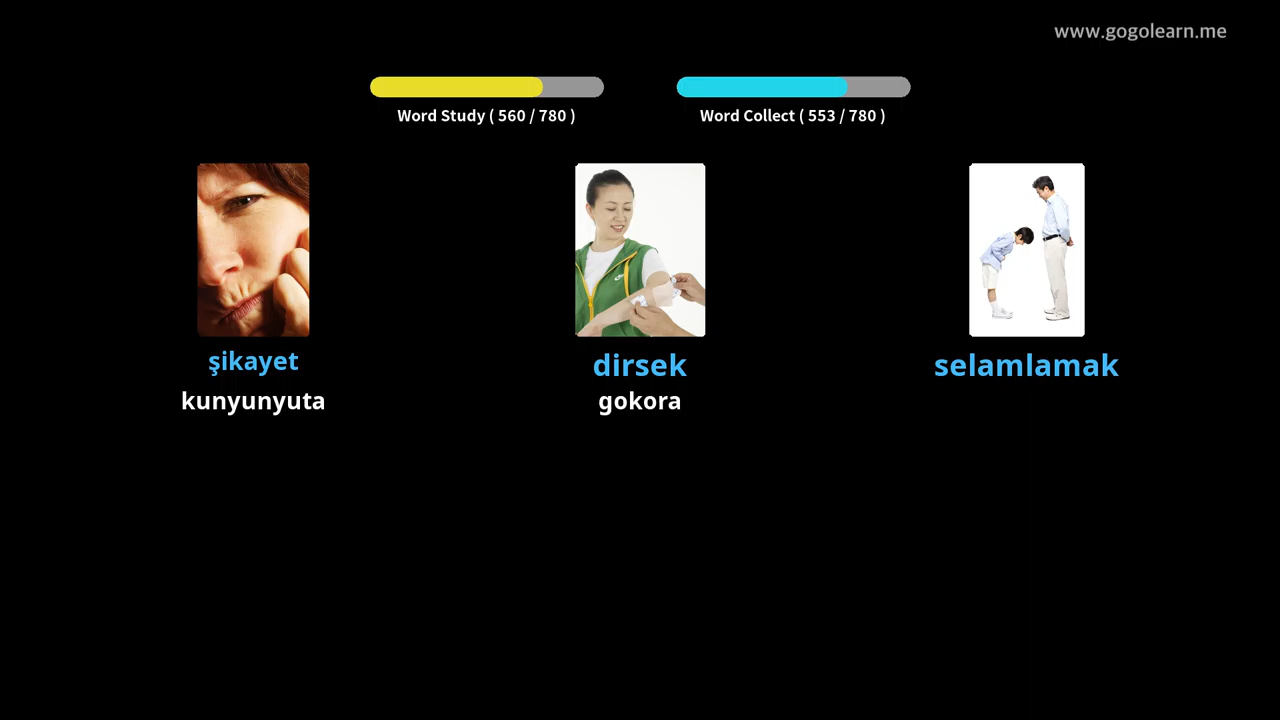 www.gogolearn.me
Word Study ( 560 / 780 )
Word Collect ( 553 / 780 )
şikayet
kunyunyuta
dirsek
gokora
selamlamak